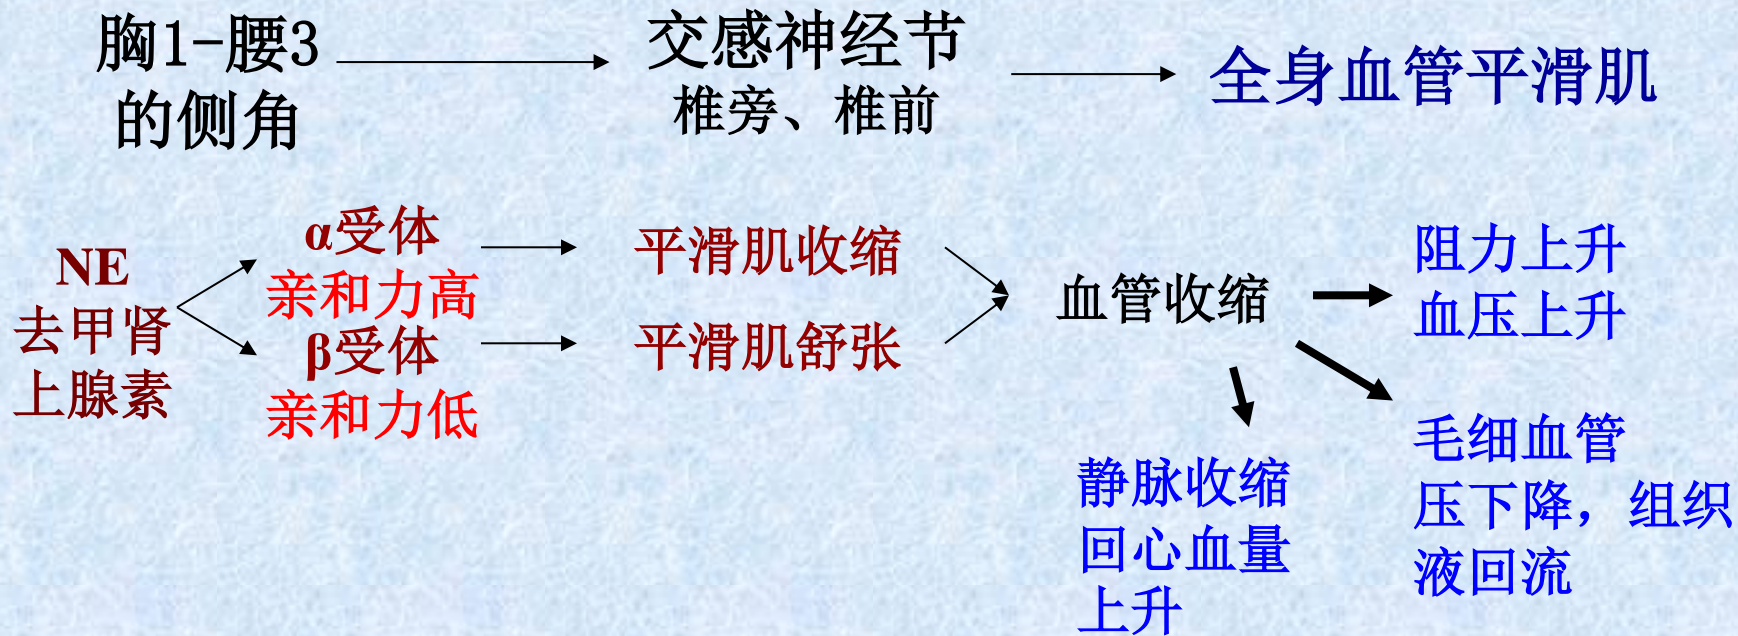 胸1-腰3
的侧角
交感神经节
椎旁、椎前
全身血管平滑肌
NE
去甲肾
上腺素
α受体
亲和力高
β受体
亲和力低
平滑肌收缩
平滑肌舒张
血管收缩
阻力上升
血压上升
静脉收缩
回心血量
上升
毛细血管
压下降，组织
液回流